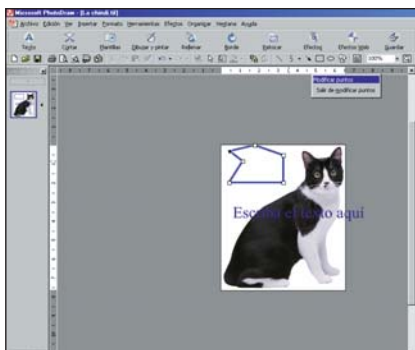 Microsoft PhotoDraw - [La chindi.tif]
Archivo Edición Ver Insertar Formato Herramientas Efectos Organizar Ventana Ayuda
Texto Cortar Plantillas Dibujar y pintar Rellenar Borde Retocar Efectos Efectos Web Guardar
100%
Modificar puntos
Salir de modificar puntos
Escriba el texto aquí